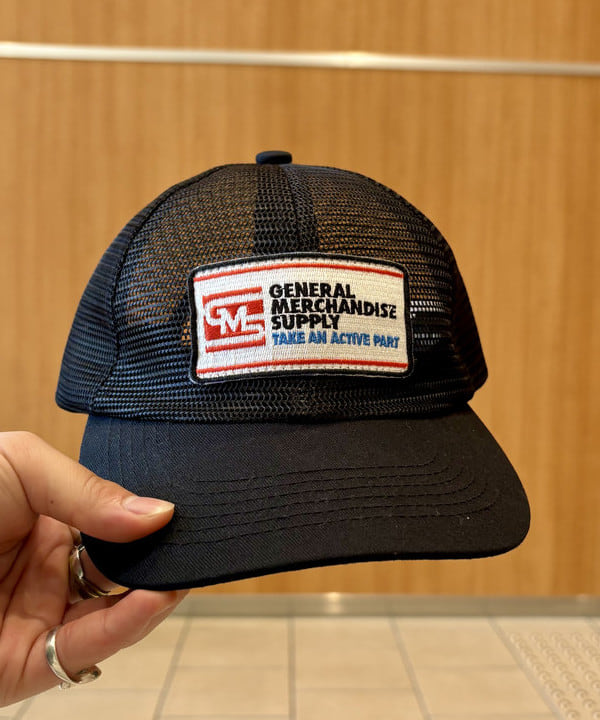 GMS
GENERAL
MERCHANDISE
SUPPLY
TAKE AN ACTIVE PART